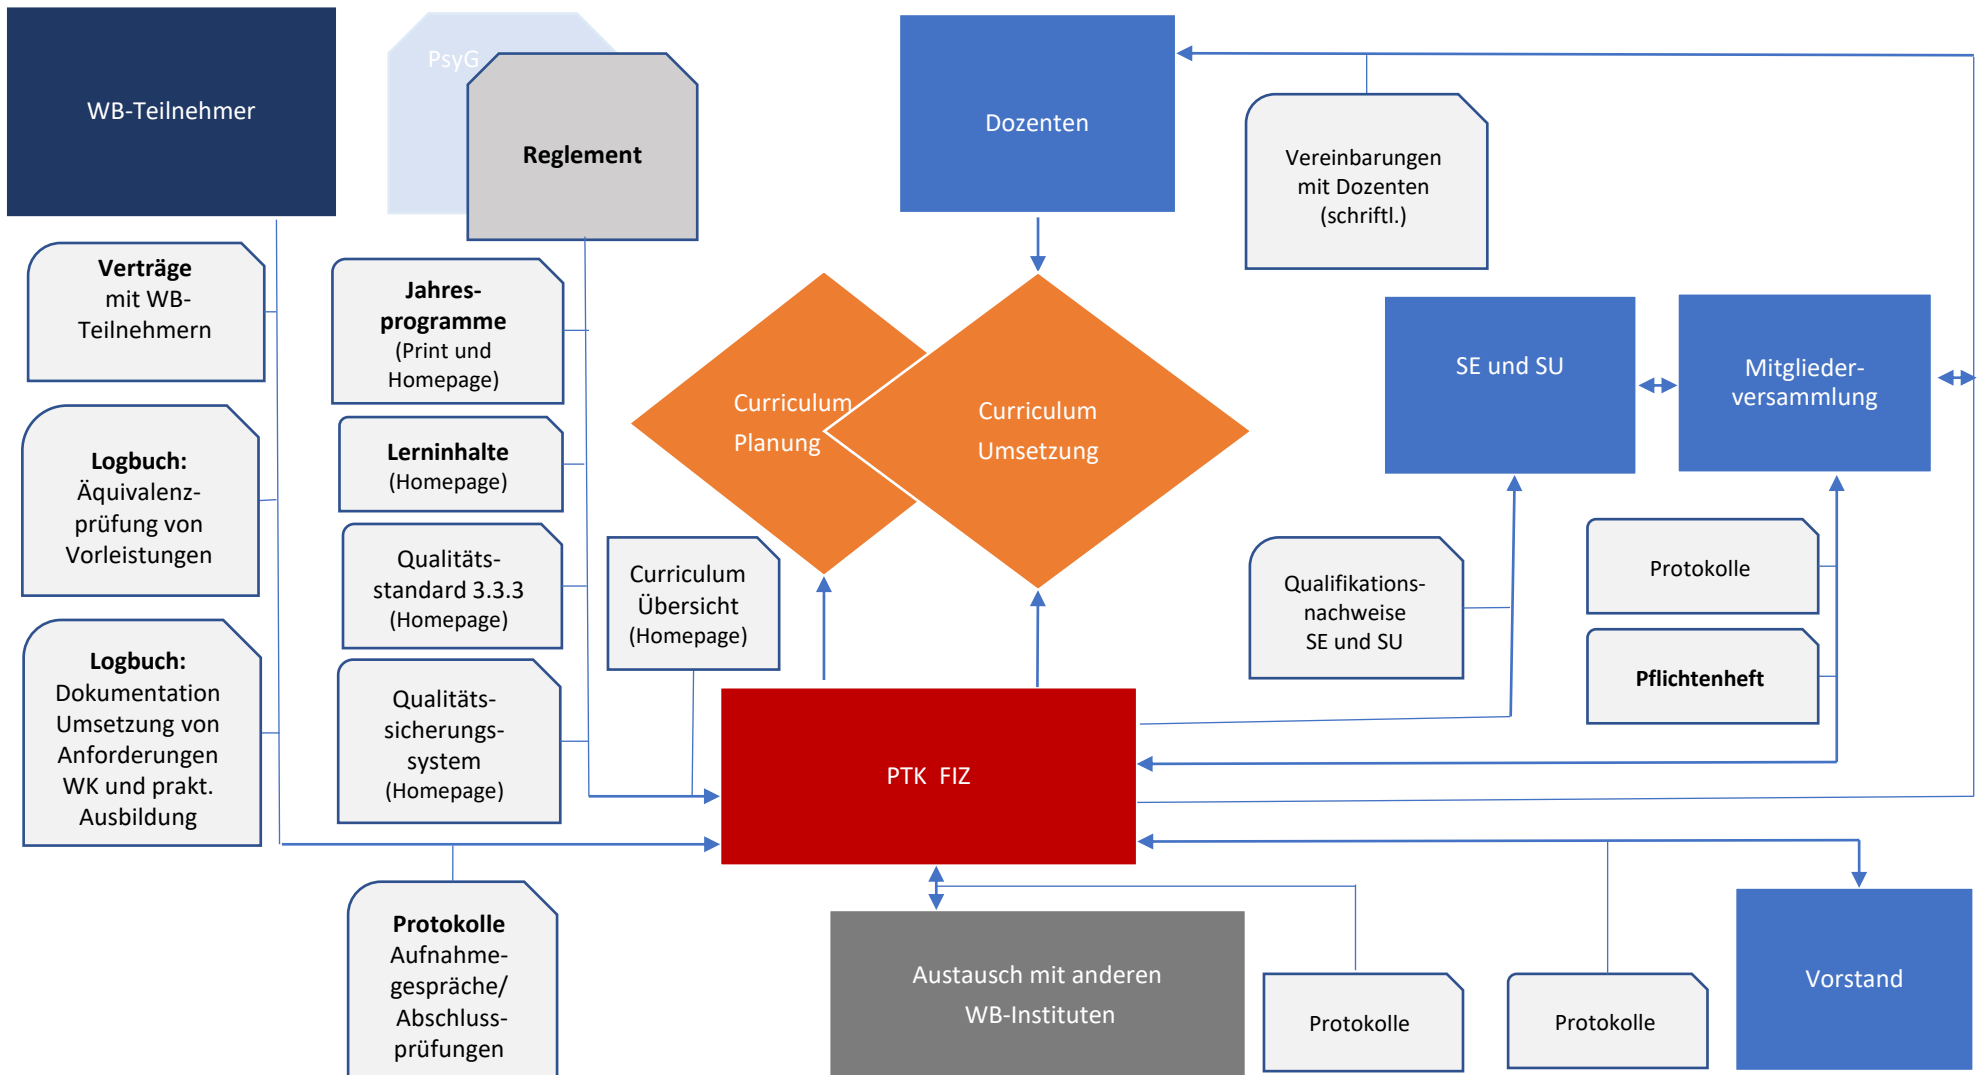 WB-Teilnehmer
PsyG
Reglement
Dozenten
Vereinbarungen
mit Dozenten
(schriftl.)
Verträge
mit WB-
Teilnehmern
Jahres-
programme
(Print und
Homepage)
Logbuch:
Äquivalenz-
prüfung von
Vorleistungen
Lerninhalte
(Homepage)
Curriculum
Planung
Curriculum
Umsetzung
SE und SU
Mitglieder-
versammlung
Qualitäts-
standard 3.3.3
(Homepage)
Curriculum
Übersicht
(Homepage)
Qualifikations-
nachweise
SE und SU
Protokolle
Pflichtenheft
Logbuch:
Dokumentation
Umsetzung von
Anforderungen
WK und prakt.
Ausbildung
Qualitäts-
sicherungs-
system
(Homepage)
PTK  FIZ
Protokolle
Aufnahme-
gespräche/
Abschluss-
prüfungen
Austausch mit anderen
WB-Instituten
Protokolle
Protokolle
Vorstand